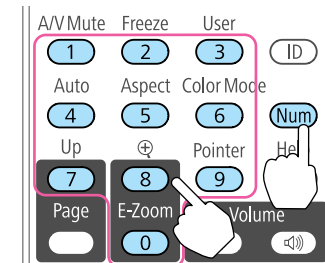 A/V Mute Freeze User
1 2 3 ID
Auto Aspect Color Mode
4 5 6 Num
Up Pointer
7 8 9
Page E-Zoom Volume
0